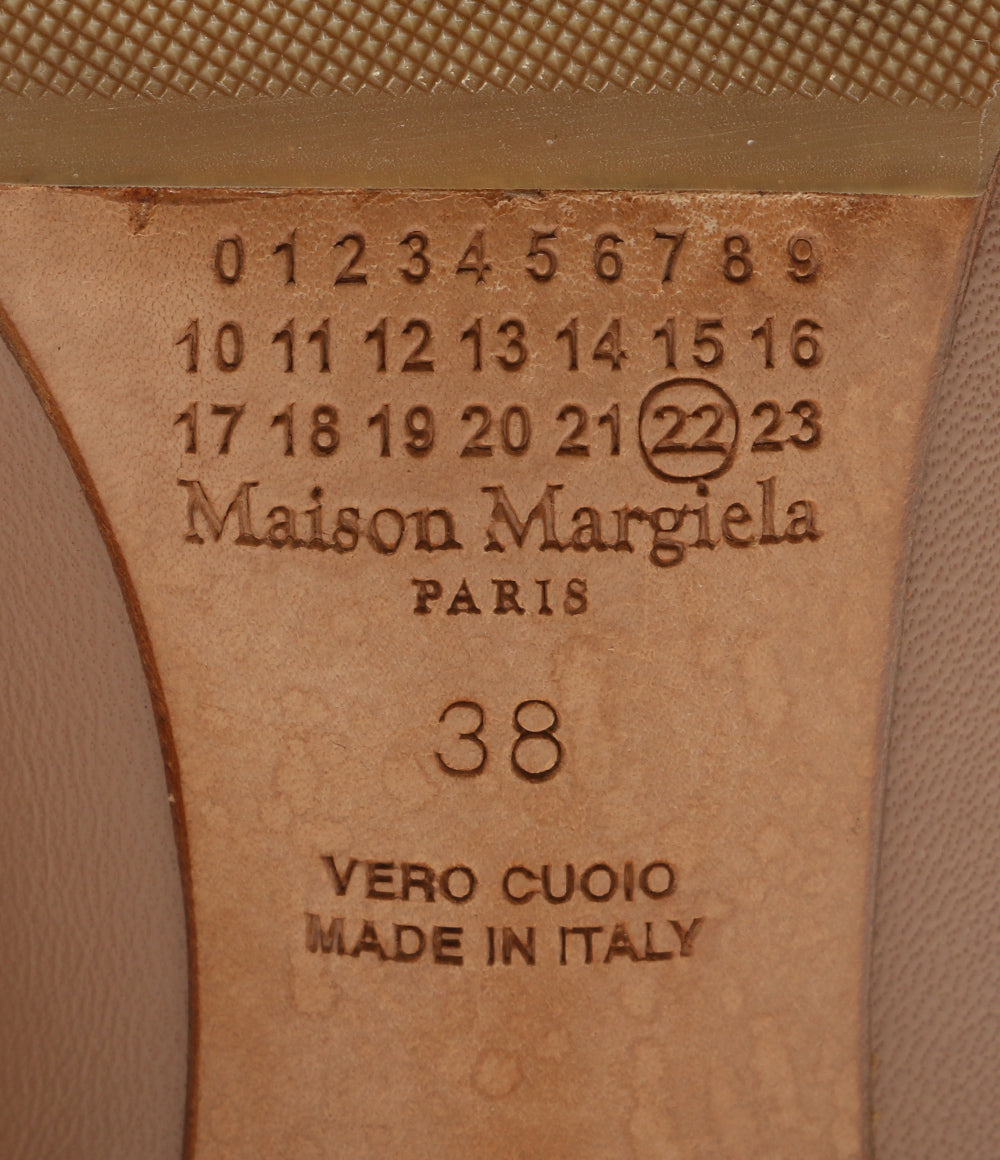 0 1 2 3 4 5 6 7 8 9
10 11 12 13 14 15 16
17 18 19 20 21 22 23
Maison Margiela
PARIS
38
VERO CUOIO
MADE IN ITALY